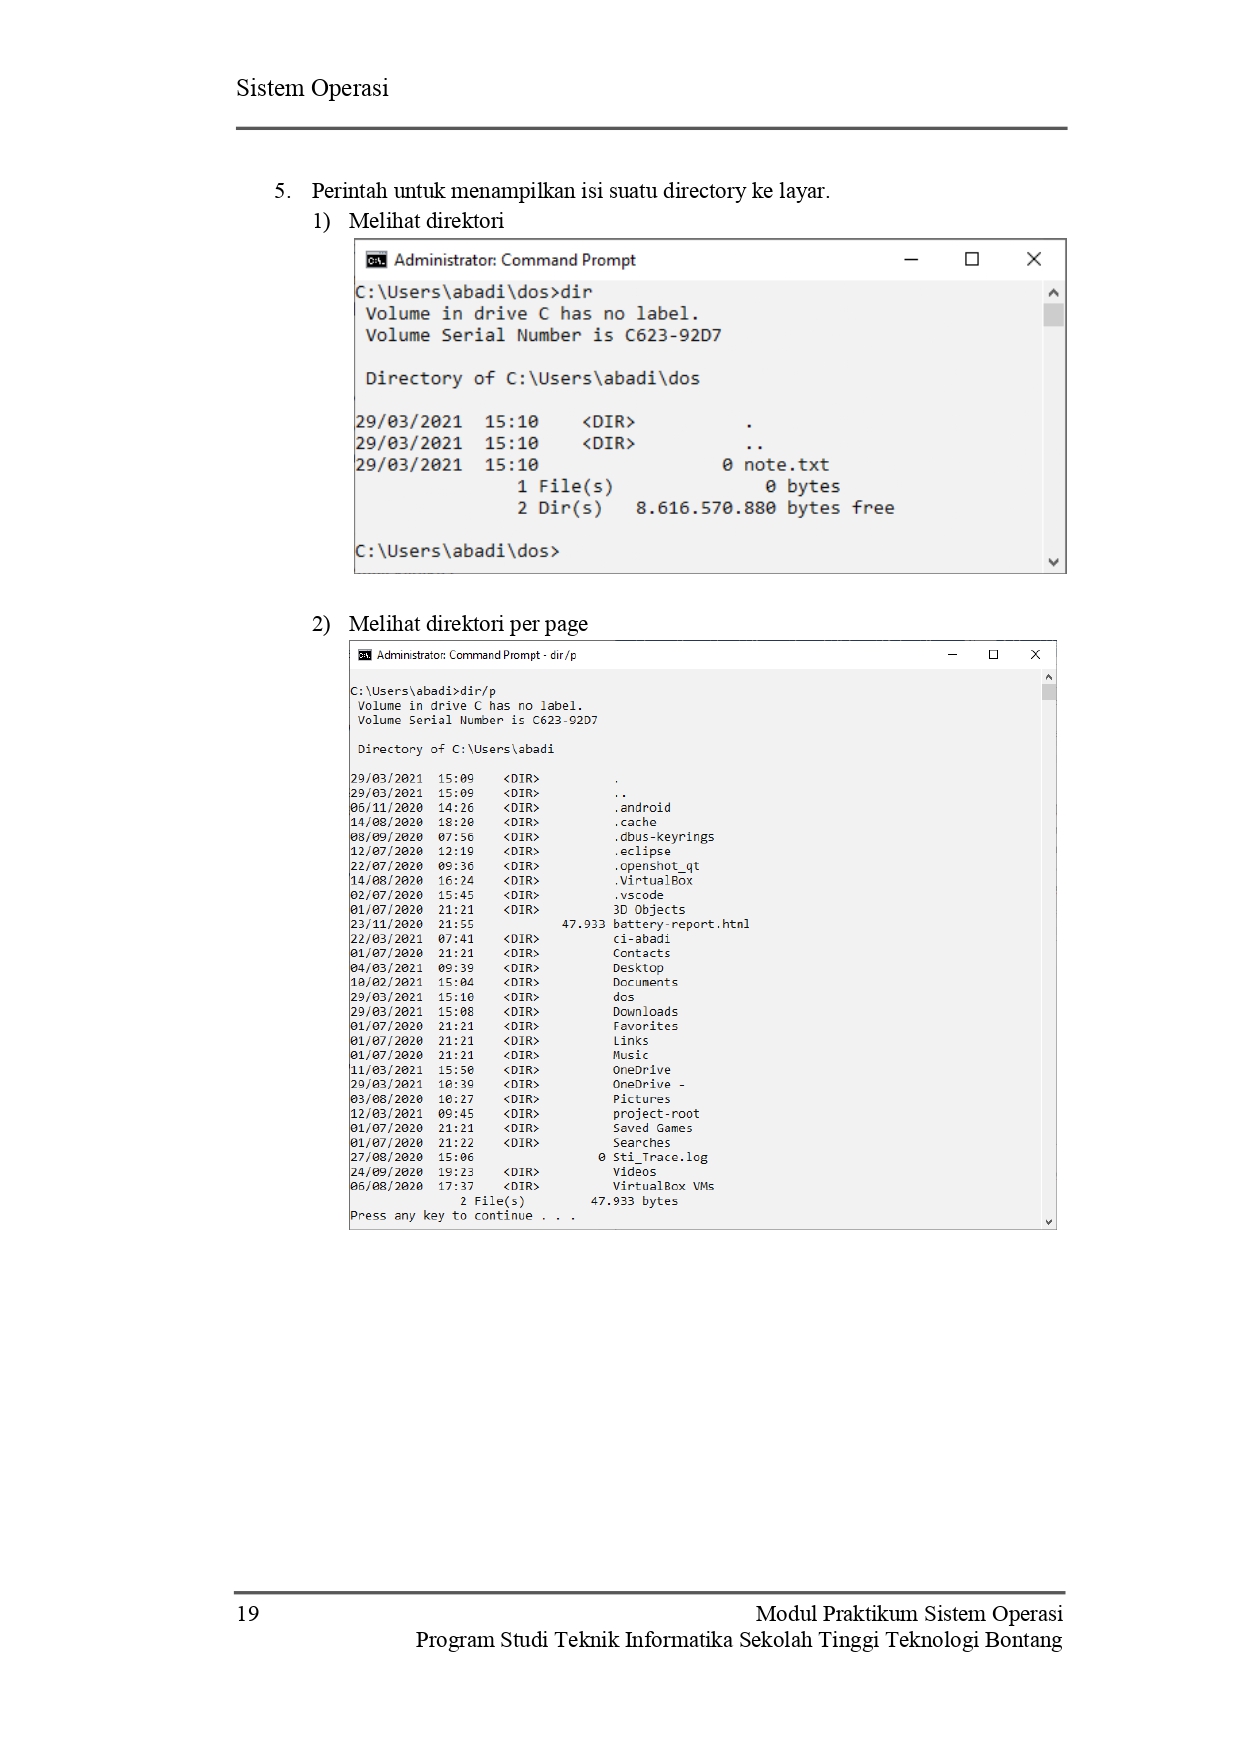 Sistem Operasi
5. Perintah untuk menampilkan isi suatu directory ke layar.
1) Melihat direktori
Administrator: Command Prompt
C:\Users\abadi\dos>dir
Volume in drive C has no label.
Volume Serial Number is C623-92D7
Directory of C:\Users\abadi\dos
29/03/2021 15:10 <DIR> .
29/03/2021 15:10 <DIR> ..
29/03/2021 15:10 0 note.txt
1 File(s) 0 bytes
2 Dir(s) 8.616.570.880 bytes free
C:\Users\abadi\dos>
2) Melihat direktori per page
Administrator: Command Prompt - dir/p
C:\Users\abadi>dir/p
Volume in drive C has no label.
Volume Serial Number is C623-92D7
Directory of C:\Users\abadi
29/03/2021 15:09 <DIR> .
29/03/2021 15:09 <DIR> ..
06/11/2020 14:26 <DIR> .android
14/08/2020 18:20 <DIR> .cache
08/09/2020 07:56 <DIR> .dbus-keyrings
12/07/2020 12:19 <DIR> .eclipse
22/07/2020 09:36 <DIR> .openshot_qt
14/08/2020 16:24 <DIR> .VirtualBox
02/07/2020 15:45 <DIR> .vscode
01/07/2020 21:21 <DIR> 3D Objects
23/11/2020 21:55 47.933 battery-report.html
22/03/2021 07:41 <DIR> ci-abadi
01/07/2020 21:21 <DIR> Contacts
04/03/2021 09:39 <DIR> Desktop
10/02/2021 15:04 <DIR> Documents
29/03/2021 15:10 <DIR> dos
29/03/2021 15:08 <DIR> Downloads
01/07/2020 21:21 <DIR> Favorites
01/07/2020 21:21 <DIR> Links
01/07/2020 21:21 <DIR> Music
11/03/2021 15:50 <DIR> OneDrive
29/03/2021 10:39 <DIR> OneDrive -
03/08/2020 10:27 <DIR> Pictures
12/03/2021 09:45 <DIR> project-root
01/07/2020 21:21 <DIR> Saved Games
01/07/2020 21:22 <DIR> Searches
27/08/2020 15:06 0 Sti_Trace.log
24/09/2020 19:23 <DIR> Videos
06/08/2020 17:37 <DIR> VirtualBox VMs
2 File(s) 47.933 bytes
Press any key to continue . . .
19 Modul Praktikum Sistem Operasi
Program Studi Teknik Informatika Sekolah Tinggi Teknologi Bontang